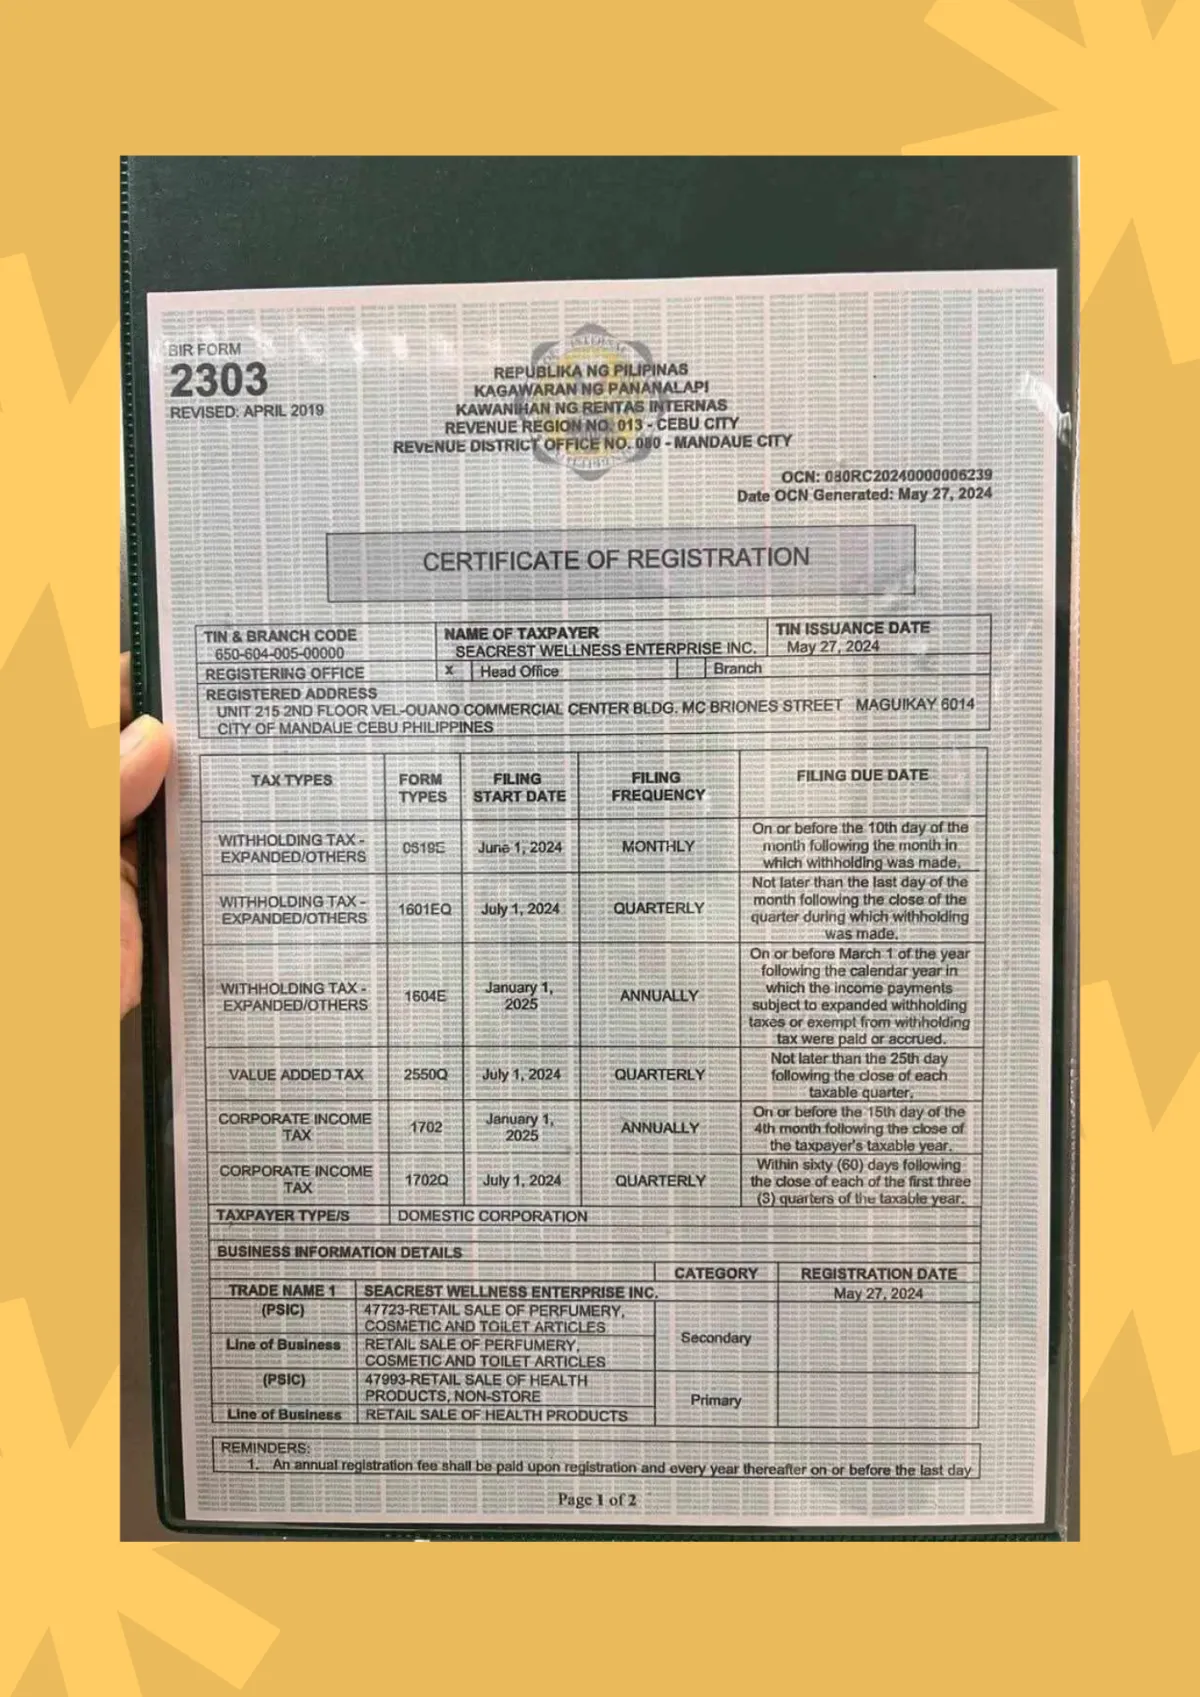 BIR FORM
2303
REVISED: APRIL 2019
REPUBLIKA NG PILIPINAS
KAGAWARAN NG PANANALAPI
KAWANIHAN NG RENTAS INTERNAS
REVENUE REGION NO. 013 - CEBU CITY
REVENUE DISTRICT OFFICE NO. 080 - MANDAUE CITY
OCN: 080RC20240000006239
Date OCN Generated: May 27, 2024
CERTIFICATE OF REGISTRATION
TIN & BRANCH CODE
650-604-005-00000
NAME OF TAXPAYER
SEACREST WELLNESS ENTERPRISE INC.
TIN ISSUANCE DATE
May 27, 2024
REGISTERING OFFICE x Head Office Branch
REGISTERED ADDRESS
UNIT 215 2ND FLOOR VEL-OUANO COMMERCIAL CENTER BLDG. MC BRIONES STREET MAGUIKAY 6014
CITY OF MANDAUE CEBU PHILIPPINES
TAX TYPES
FORM
TYPES
FILING
START DATE
FILING
FREQUENCY
FILING DUE DATE
WITHHOLDING TAX -
EXPANDED/OTHERS
0619E
June 1, 2024
MONTHLY
On or before the 10th day of the
month following the month in
which withholding was made.
WITHHOLDING TAX -
EXPANDED/OTHERS
1601EQ
July 1, 2024
QUARTERLY
Not later than the last day of the
month following the close of the
quarter during which withholding
was made.
WITHHOLDING TAX -
EXPANDED/OTHERS
1604E
January 1,
2025
ANNUALLY
On or before March 1 of the year
following the calendar year in
which the income payments
subject to expanded withholding
taxes or exempt from withholding
tax were paid or accrued.
VALUE ADDED TAX
2550Q
July 1, 2024
QUARTERLY
Not later than the 25th day
following the close of each
taxable quarter.
CORPORATE INCOME
TAX
1702
January 1,
2025
ANNUALLY
On or before the 15th day of the
4th month following the close of
the taxpayer's taxable year.
CORPORATE INCOME
TAX
1702Q
July 1, 2024
QUARTERLY
Within sixty (60) days following
the close of each of the first three
(3) quarters of the taxable year.
TAXPAYER TYPE/S DOMESTIC CORPORATION
BUSINESS INFORMATION DETAILS
CATEGORY REGISTRATION DATE
TRADE NAME 1 SEACREST WELLNESS ENTERPRISE INC. May 27, 2024
(PSIC) 47723-RETAIL SALE OF PERFUMERY,
COSMETIC AND TOILET ARTICLES
Secondary
Line of Business RETAIL SALE OF PERFUMERY,
COSMETIC AND TOILET ARTICLES
(PSIC) 47993-RETAIL SALE OF HEALTH
PRODUCTS, NON-STORE
Primary
Line of Business RETAIL SALE OF HEALTH PRODUCTS
REMINDERS:
1. An annual registration fee shall be paid upon registration and every year thereafter on or before the last day
Page 1 of 2